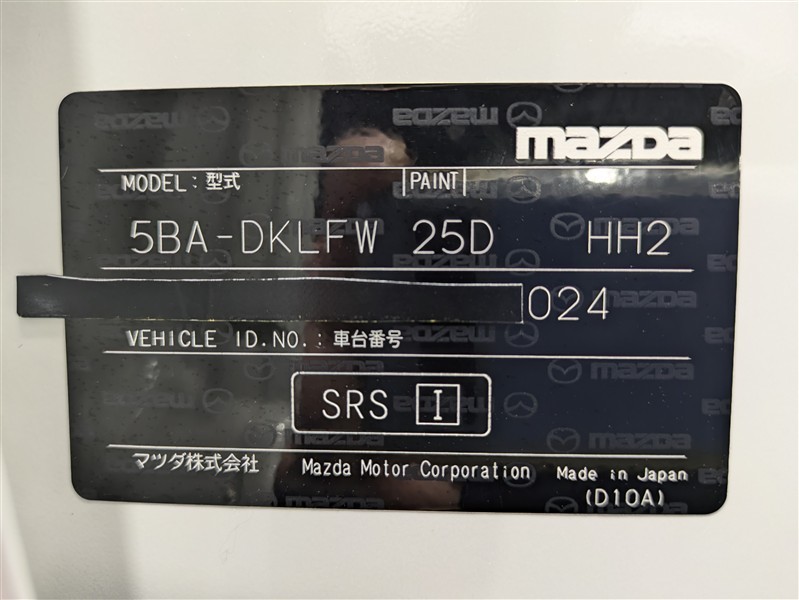 mazda
MODEL: 型式 PAINT
5BA-DKLFW 25D HH2
024
VEHICLE ID.NO.: 車台番号
SRS I
マツダ株式会社 Mazda Motor Corporation Made in Japan
(D10A)